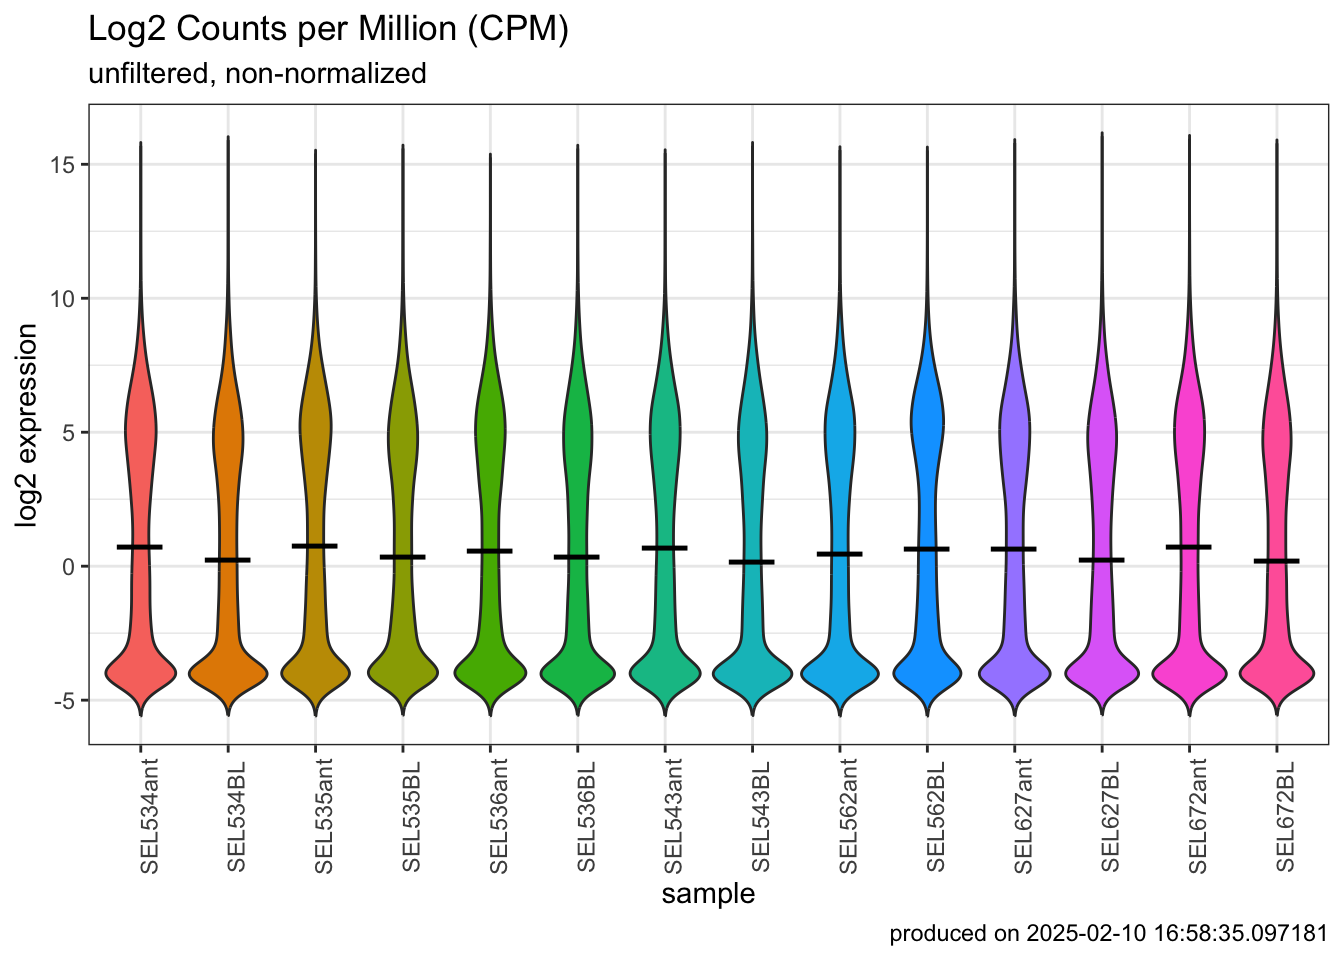 Log2 Counts per Million (CPM)
unfiltered, non-normalized
log2 expression
15
10
5
0
-5
SEL534ant
SEL534BL
SEL535ant
SEL535BL
SEL536ant
SEL536BL
SEL543ant
SEL543BL
SEL562ant
SEL562BL
SEL627ant
SEL627BL
SEL672ant
SEL672BL
sample
produced on 2025-02-10 16:58:35.097181